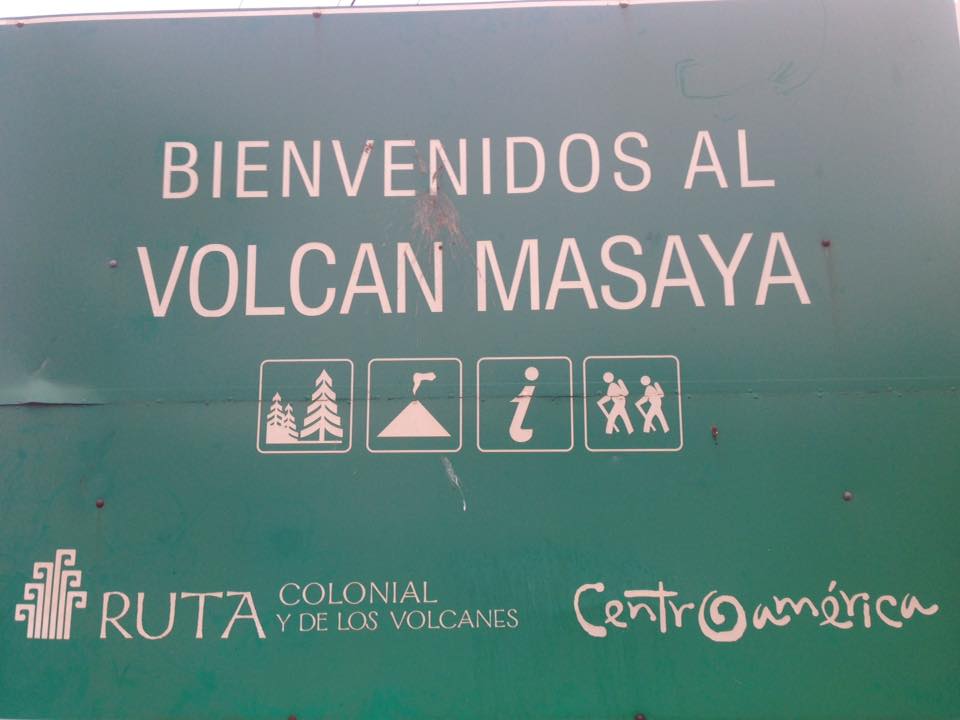 BIENVENIDOS AL
VOLCAN MASAYA
i
RUTA COLONIAL
Y DE LOS VOLCANES
Centroamérica